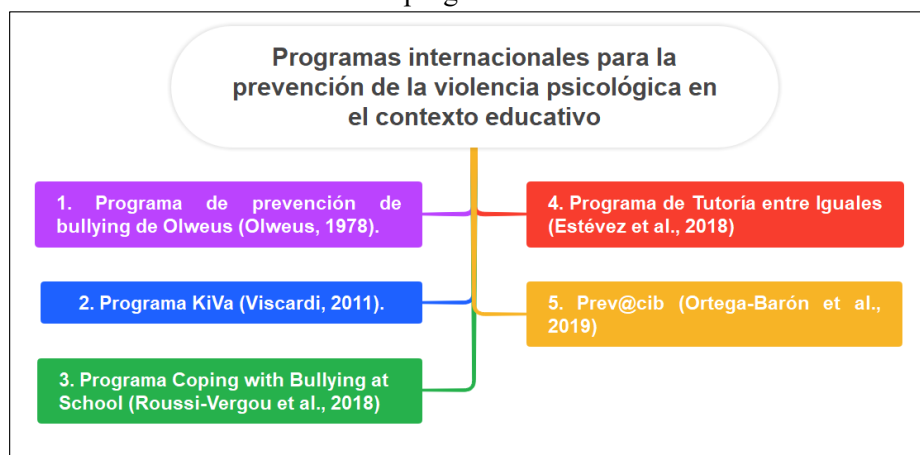 Programas internacionales para la
prevención de la violencia psicológica en
el contexto educativo
1. Programa de prevención de
bullying de Olweus (Olweus, 1978).
2. Programa KiVa (Viscardi, 2011).
3. Programa Coping with Bullying at
School (Roussi-Vergou et al., 2018)
4. Programa de Tutoría entre Iguales
(Estévez et al., 2018)
5. Prev@cib (Ortega-Barón et al.,
2019)